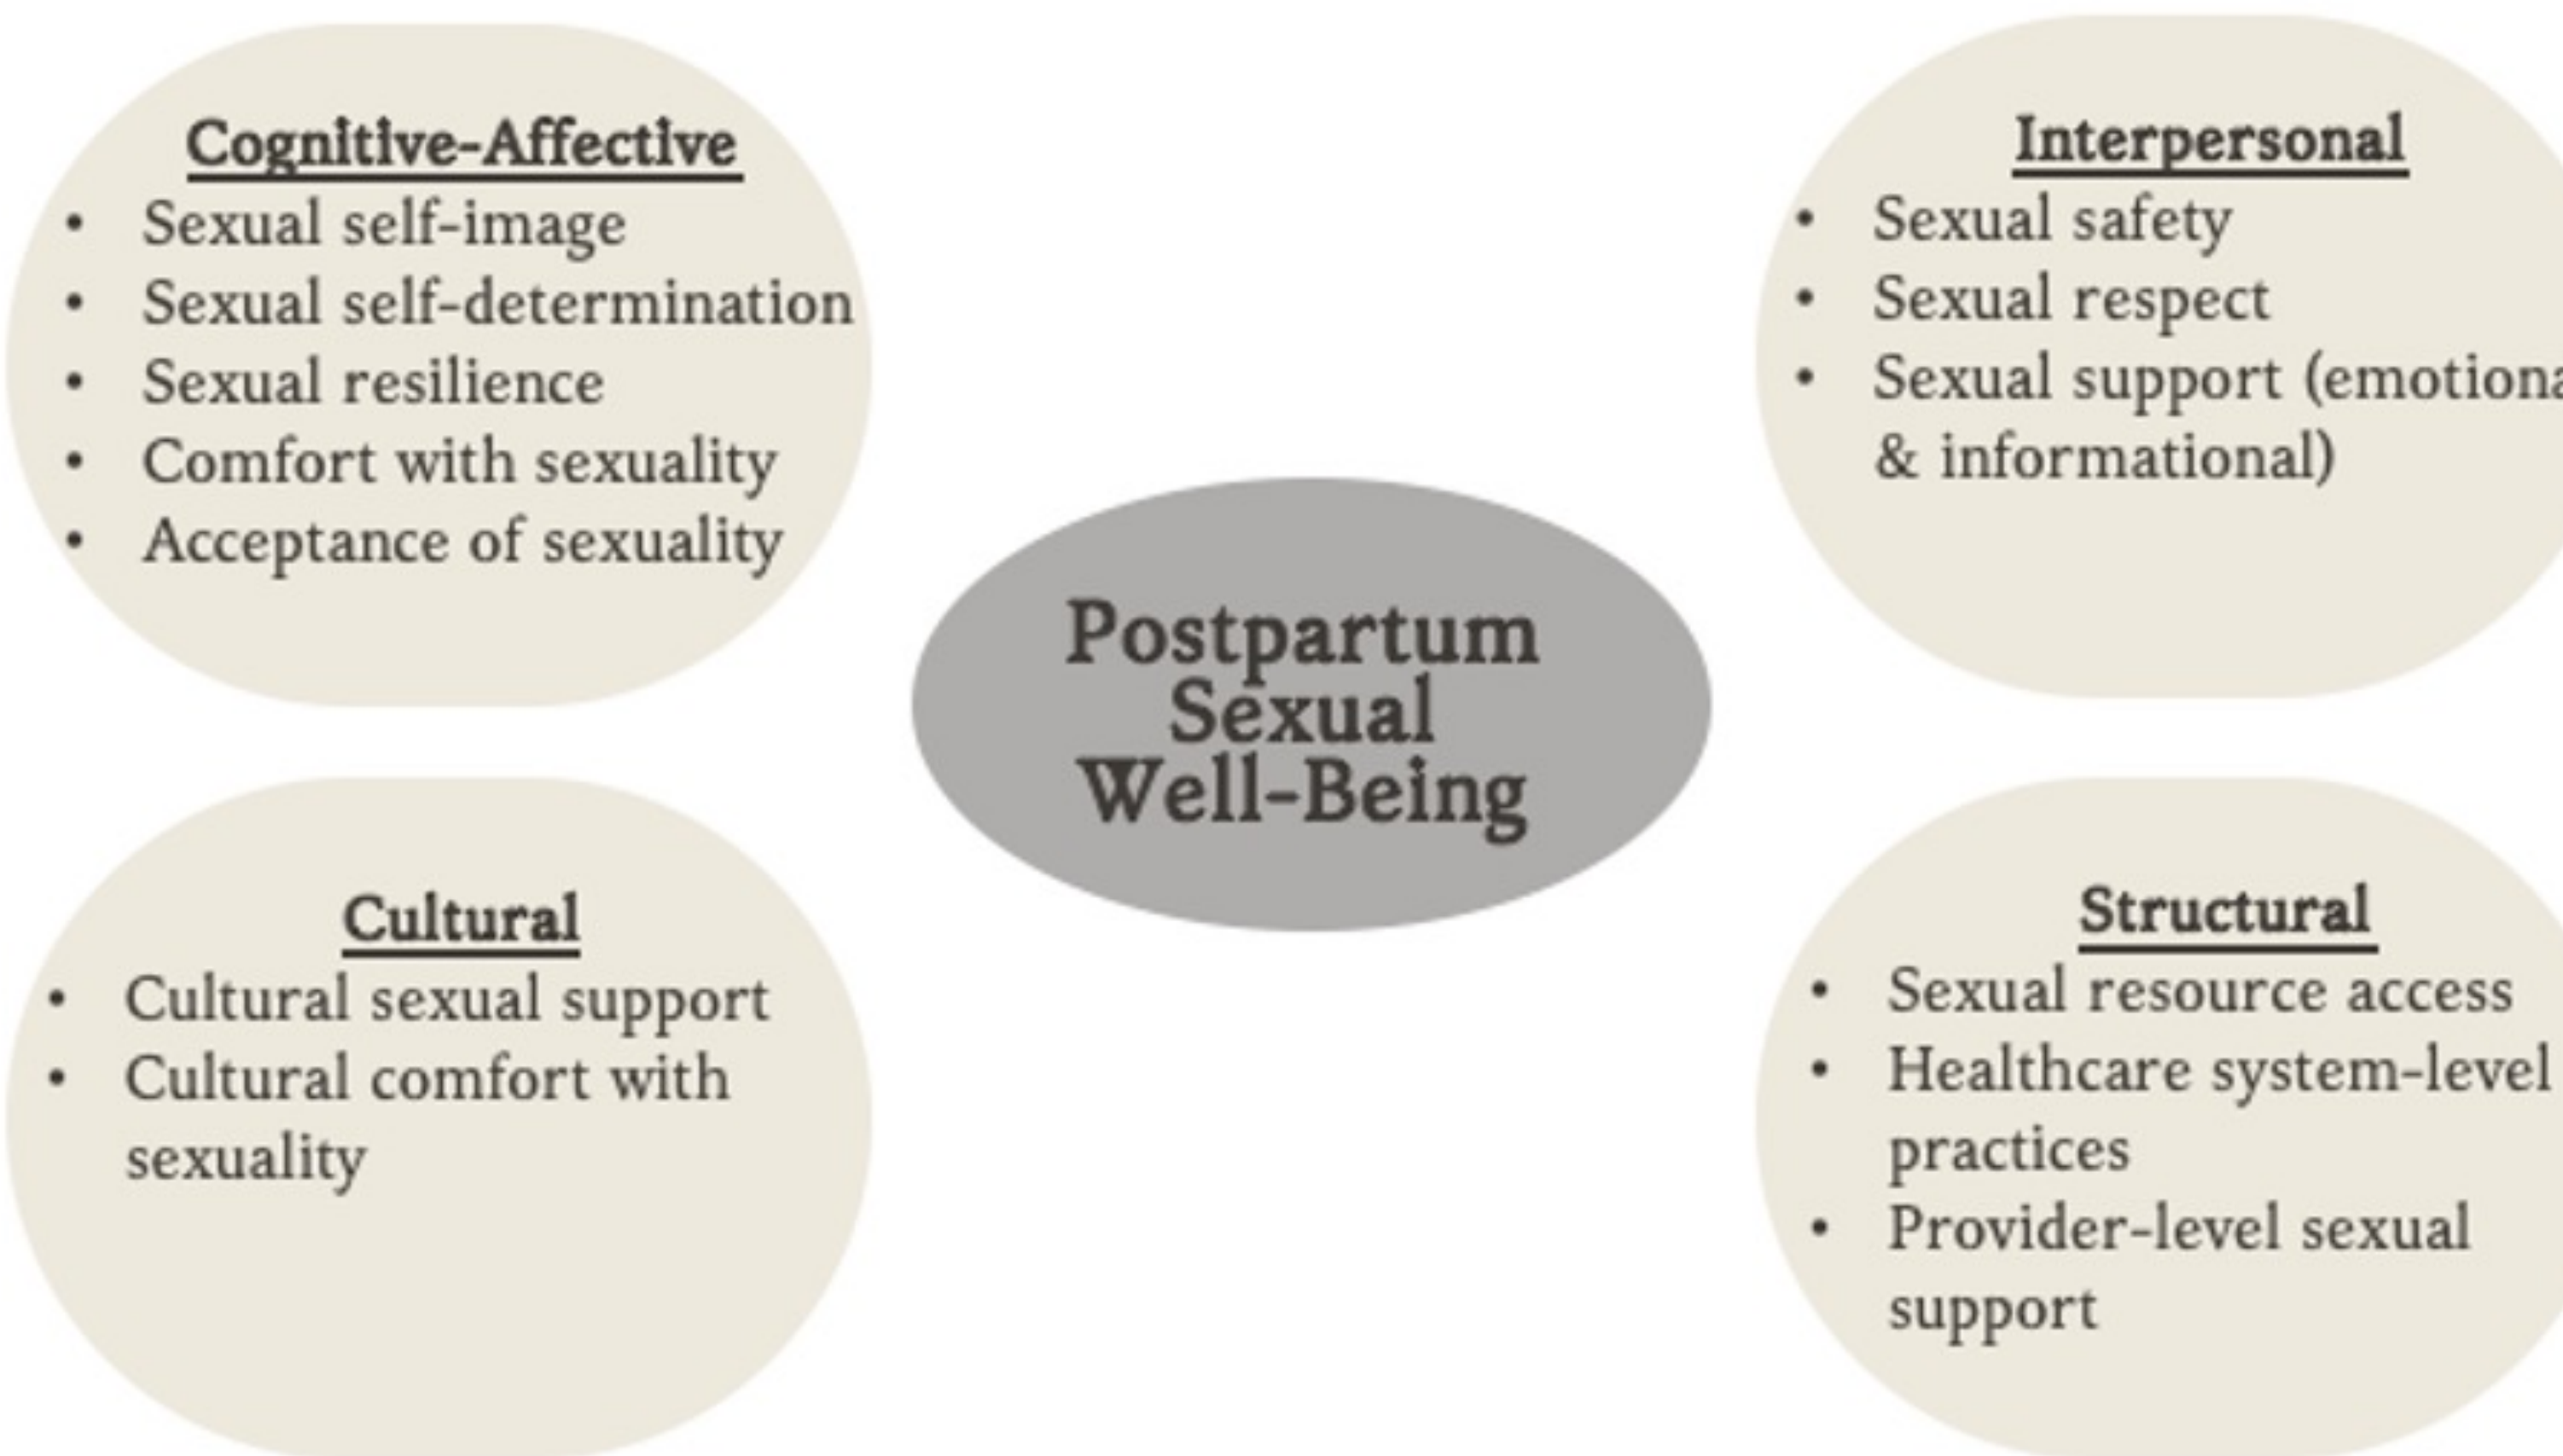 Cognitive-Affective
• Sexual self-image
• Sexual self-determination
• Sexual resilience
• Comfort with sexuality
• Acceptance of sexuality
Interpersonal
• Sexual safety
• Sexual respect
• Sexual support (emotiona
& informational)
Postpartum
Sexual
Well-Being
Cultural
• Cultural sexual support
• Cultural comfort with
sexuality
Structural
• Sexual resource access
• Healthcare system-level
practices
• Provider-level sexual
support